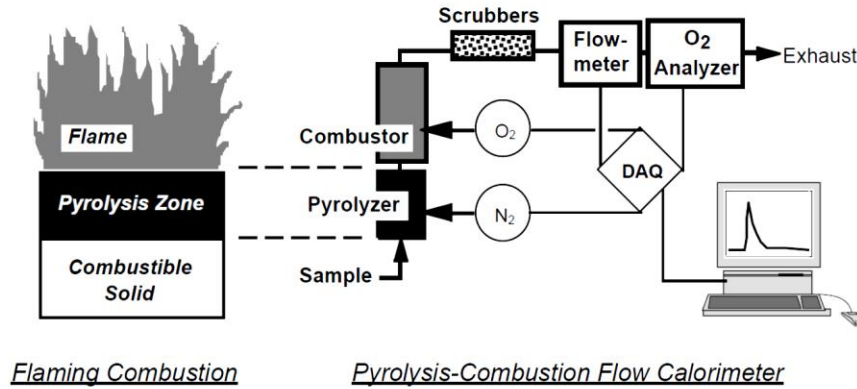 Scrubbers
Flow-
meter
O2
Analyzer
Exhaust
Flame
Combustor
O2
DAQ
Pyrolysis Zone
Pyrolyzer
N2
Combustible
Solid
Sample
Flaming Combustion
Pyrolysis-Combustion Flow Calorimeter